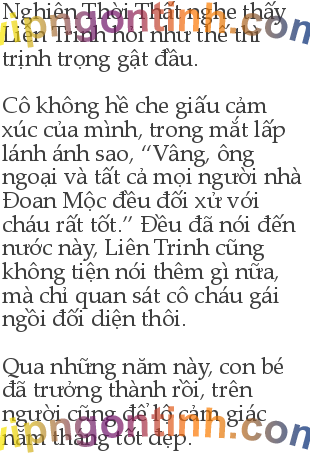 Nghiên Thời Thất nghe thấy
Liên Trinh hỏi như thế thì
trịnh trọng gật đầu.
Cô không hề che giấu cảm
xúc của mình, trong mắt lấp
lánh ánh sao, “Vâng, ông
ngoại và tất cả mọi người nhà
Đoan Mộc đều đối xử với
cháu rất tốt.” Đều đã nói đến
nước này, Liên Trinh cũng
không tiện nói thêm gì nữa,
mà chỉ quan sát cô cháu gái
ngồi đối diện thôi.
Qua những năm này, con bé
đã trưởng thành rồi, trên
người cũng để lộ cảm giác
năm tháng tốt đẹp.
vipngontinh.com
vipngontinh.com